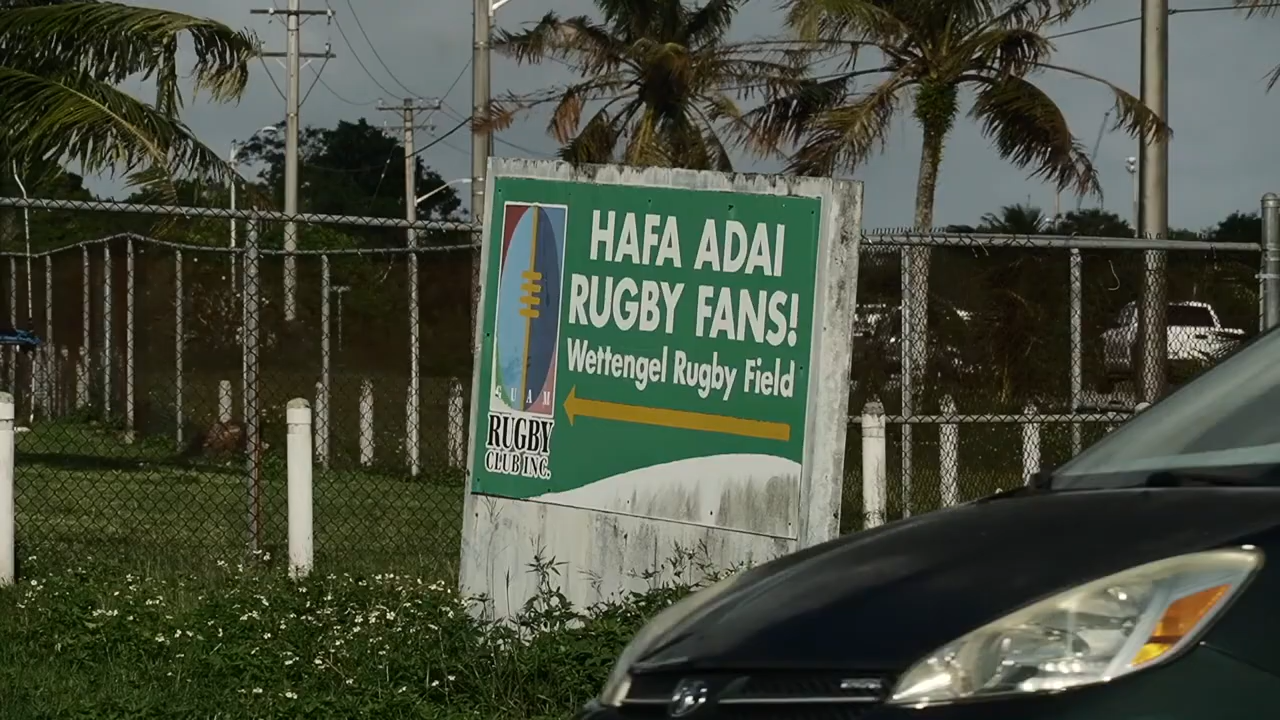 HAFA ADAI
RUGBY FANS!
Wettengel Rugby Field
GUAM
RUGBY
CLUB INC.